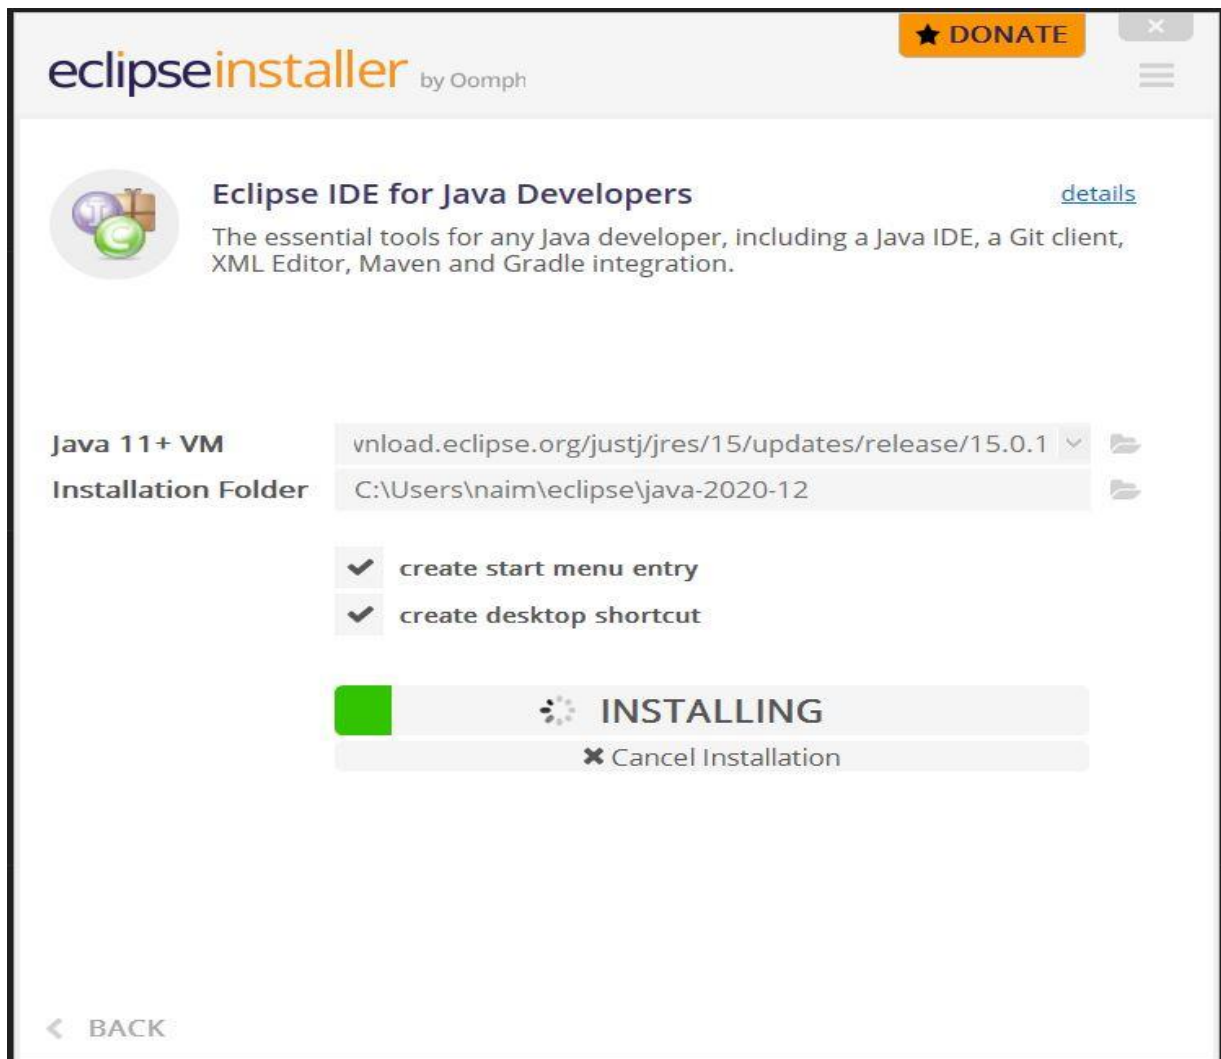 ★ DONATE
eclipseinstaller by Oomph
Eclipse IDE for Java Developers details
The essential tools for any Java developer, including a Java IDE, a Git client,
XML Editor, Maven and Gradle integration.
Java 11+ VM wnload.eclipse.org/justj/jres/15/updates/release/15.0.1
Installation Folder C:\Users\naim\eclipse\java-2020-12
create start menu entry
create desktop shortcut
INSTALLING
✖ Cancel Installation
BACK